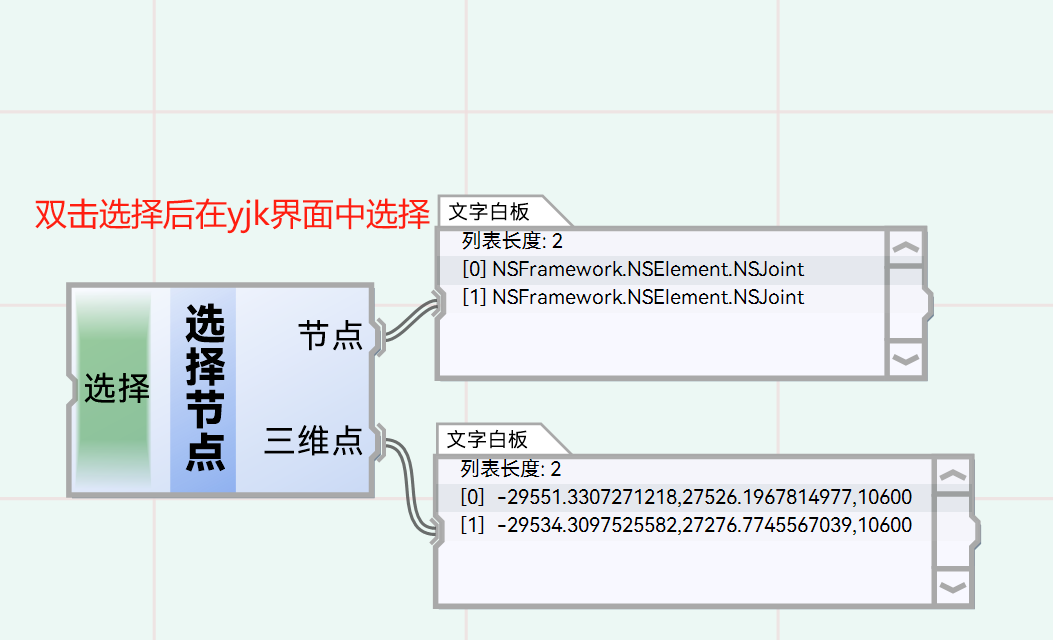 双击选择后在yjk界面中选择
文字白板
列表长度: 2
[0] NSFramework.NSElement.NSJoint
[1] NSFramework.NSElement.NSJoint
选择
选择节点
节点
三维点
文字白板
列表长度: 2
[0] -29551.3307271218,27526.1967814977,10600
[1] -29534.3097525582,27276.7745567039,10600